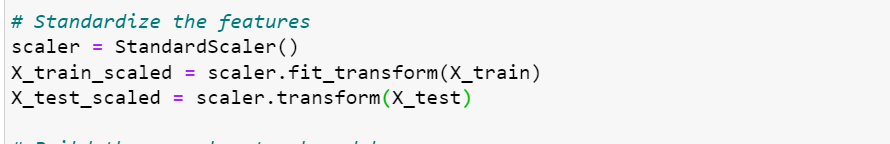 # Standardize the features
scaler = StandardScaler()
X_train_scaled = scaler.fit_transform(X_train)
X_test_scaled = scaler.transform(X_test)